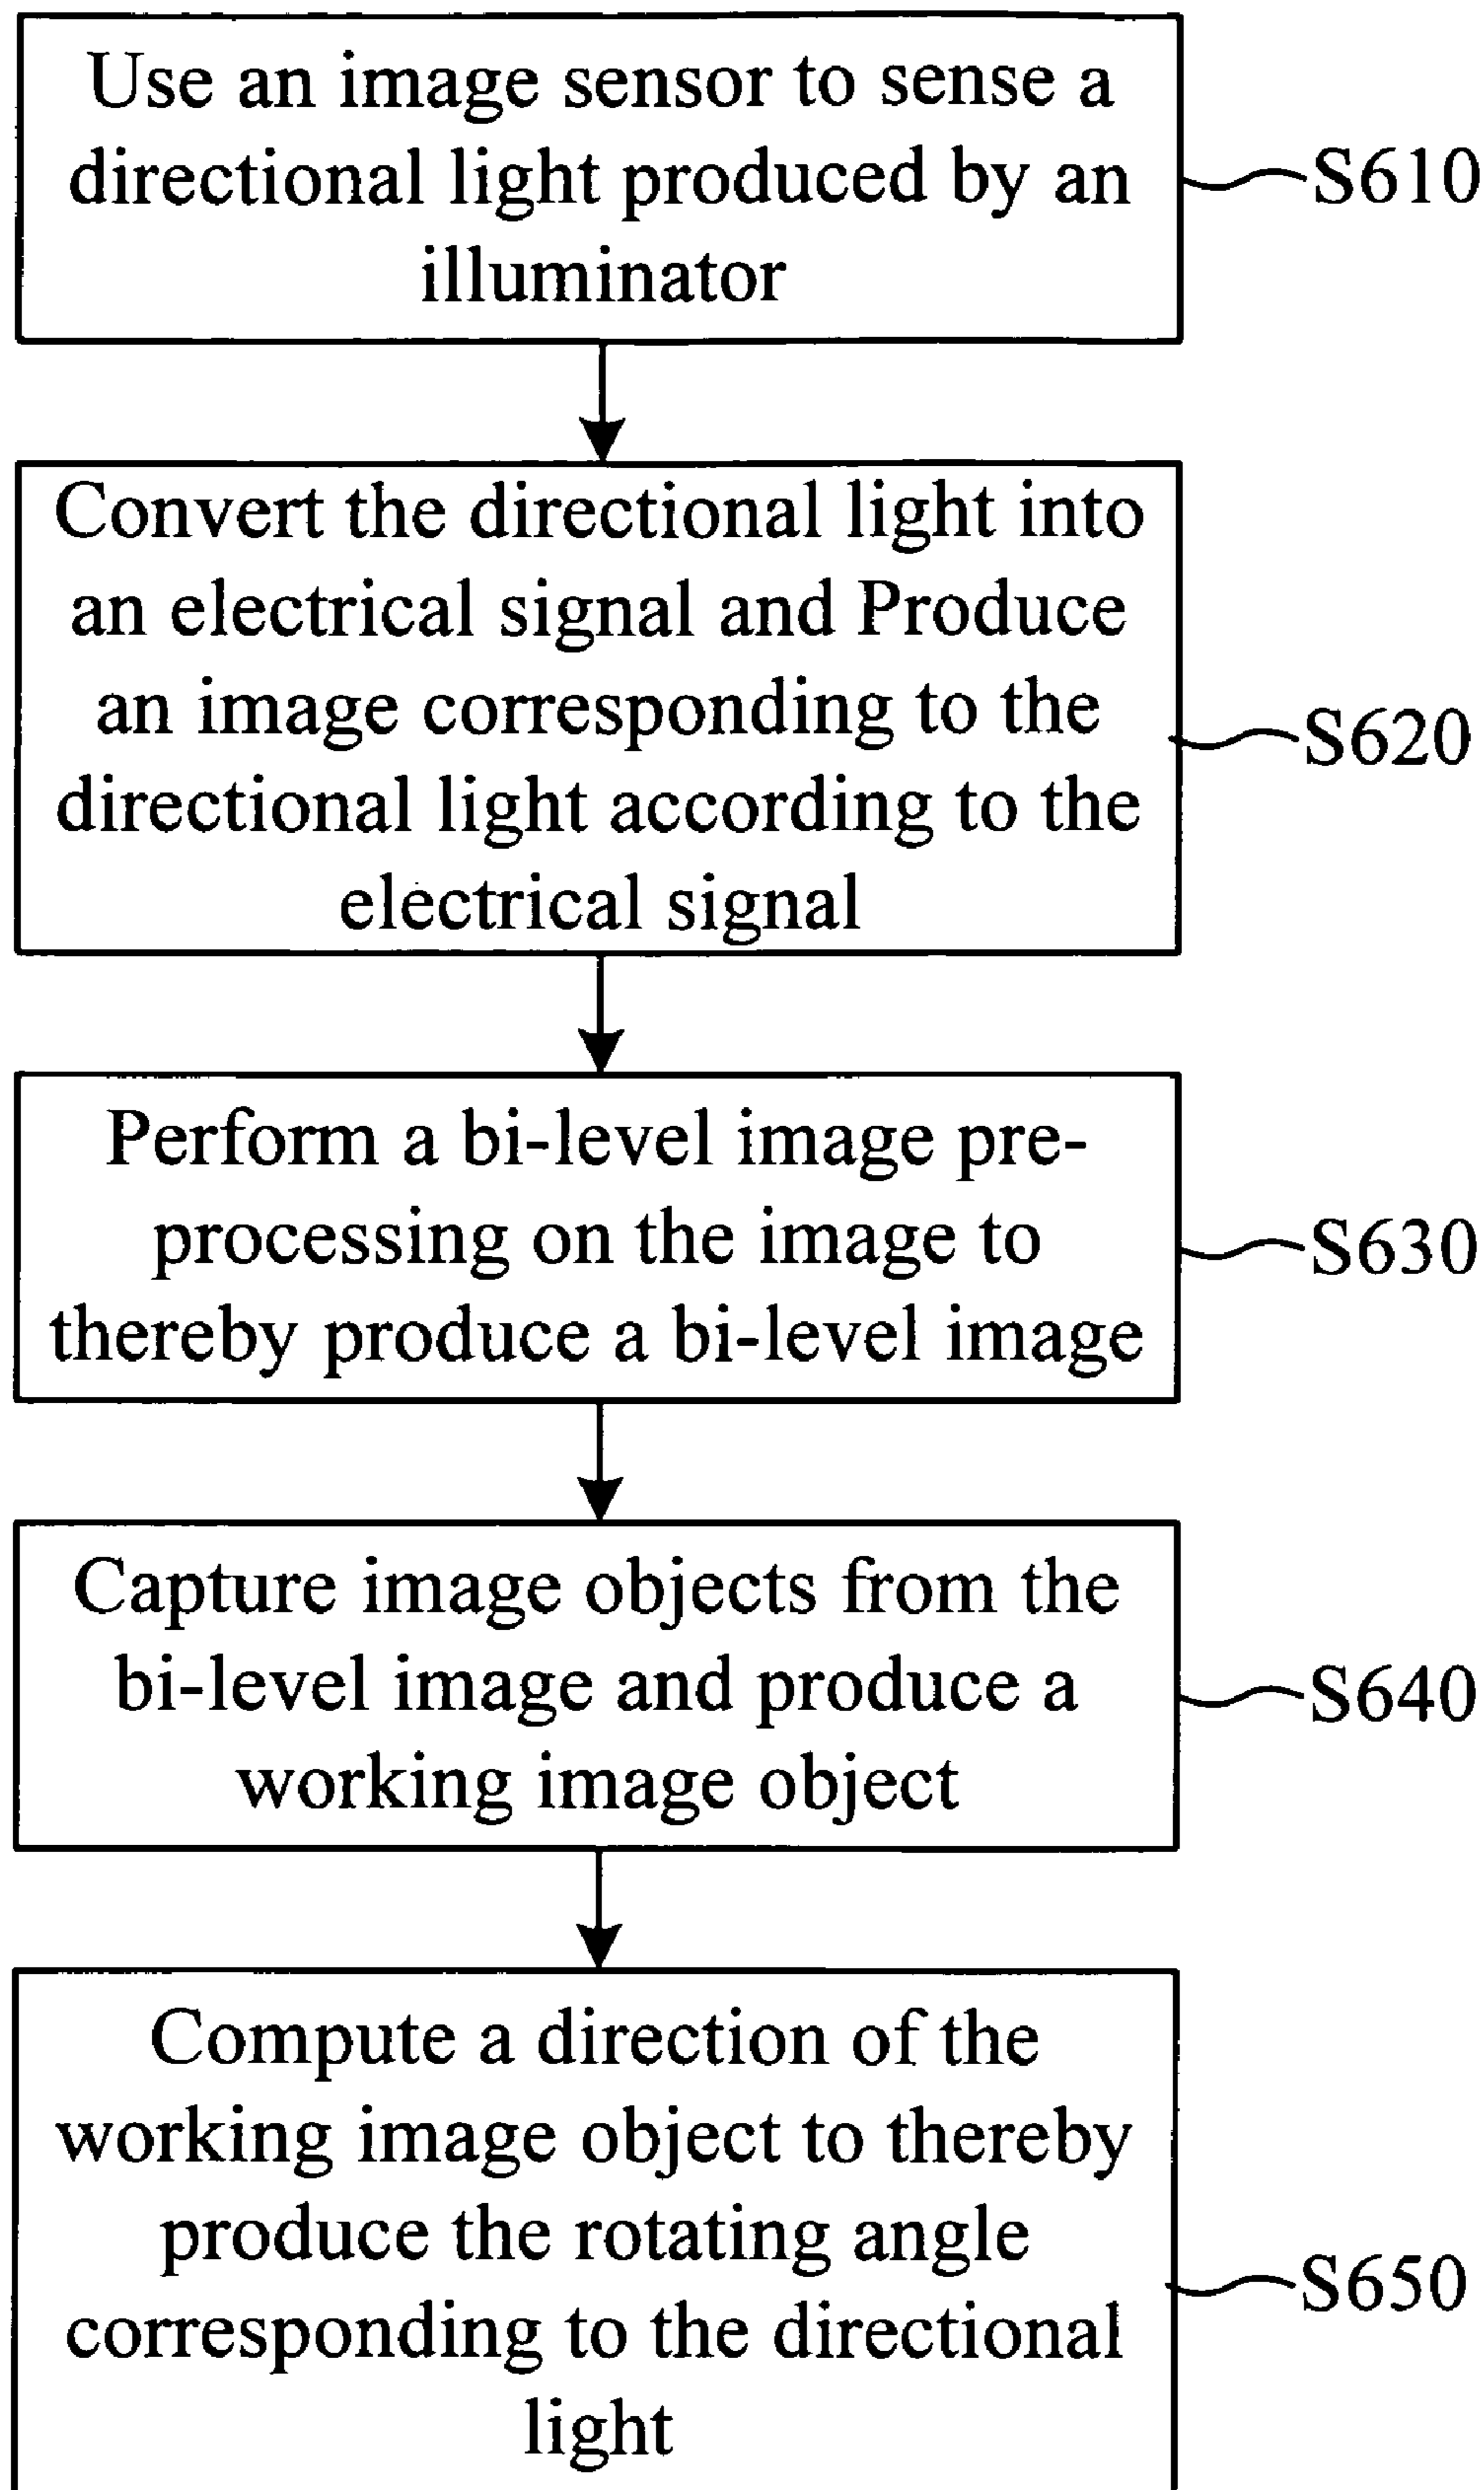 Use an image sensor to sense a
directional light produced by an
illuminator
S610
Convert the directional light into
an electrical signal and Produce
an image corresponding to the
directional light according to the
electrical signal
S620
Perform a bi-level image pre-
processing on the image to
thereby produce a bi-level image
S630
Capture image objects from the
bi-level image and produce a
working image object
S640
Compute a direction of the
working image object to thereby
produce the rotating angle
corresponding to the directional
light
S650